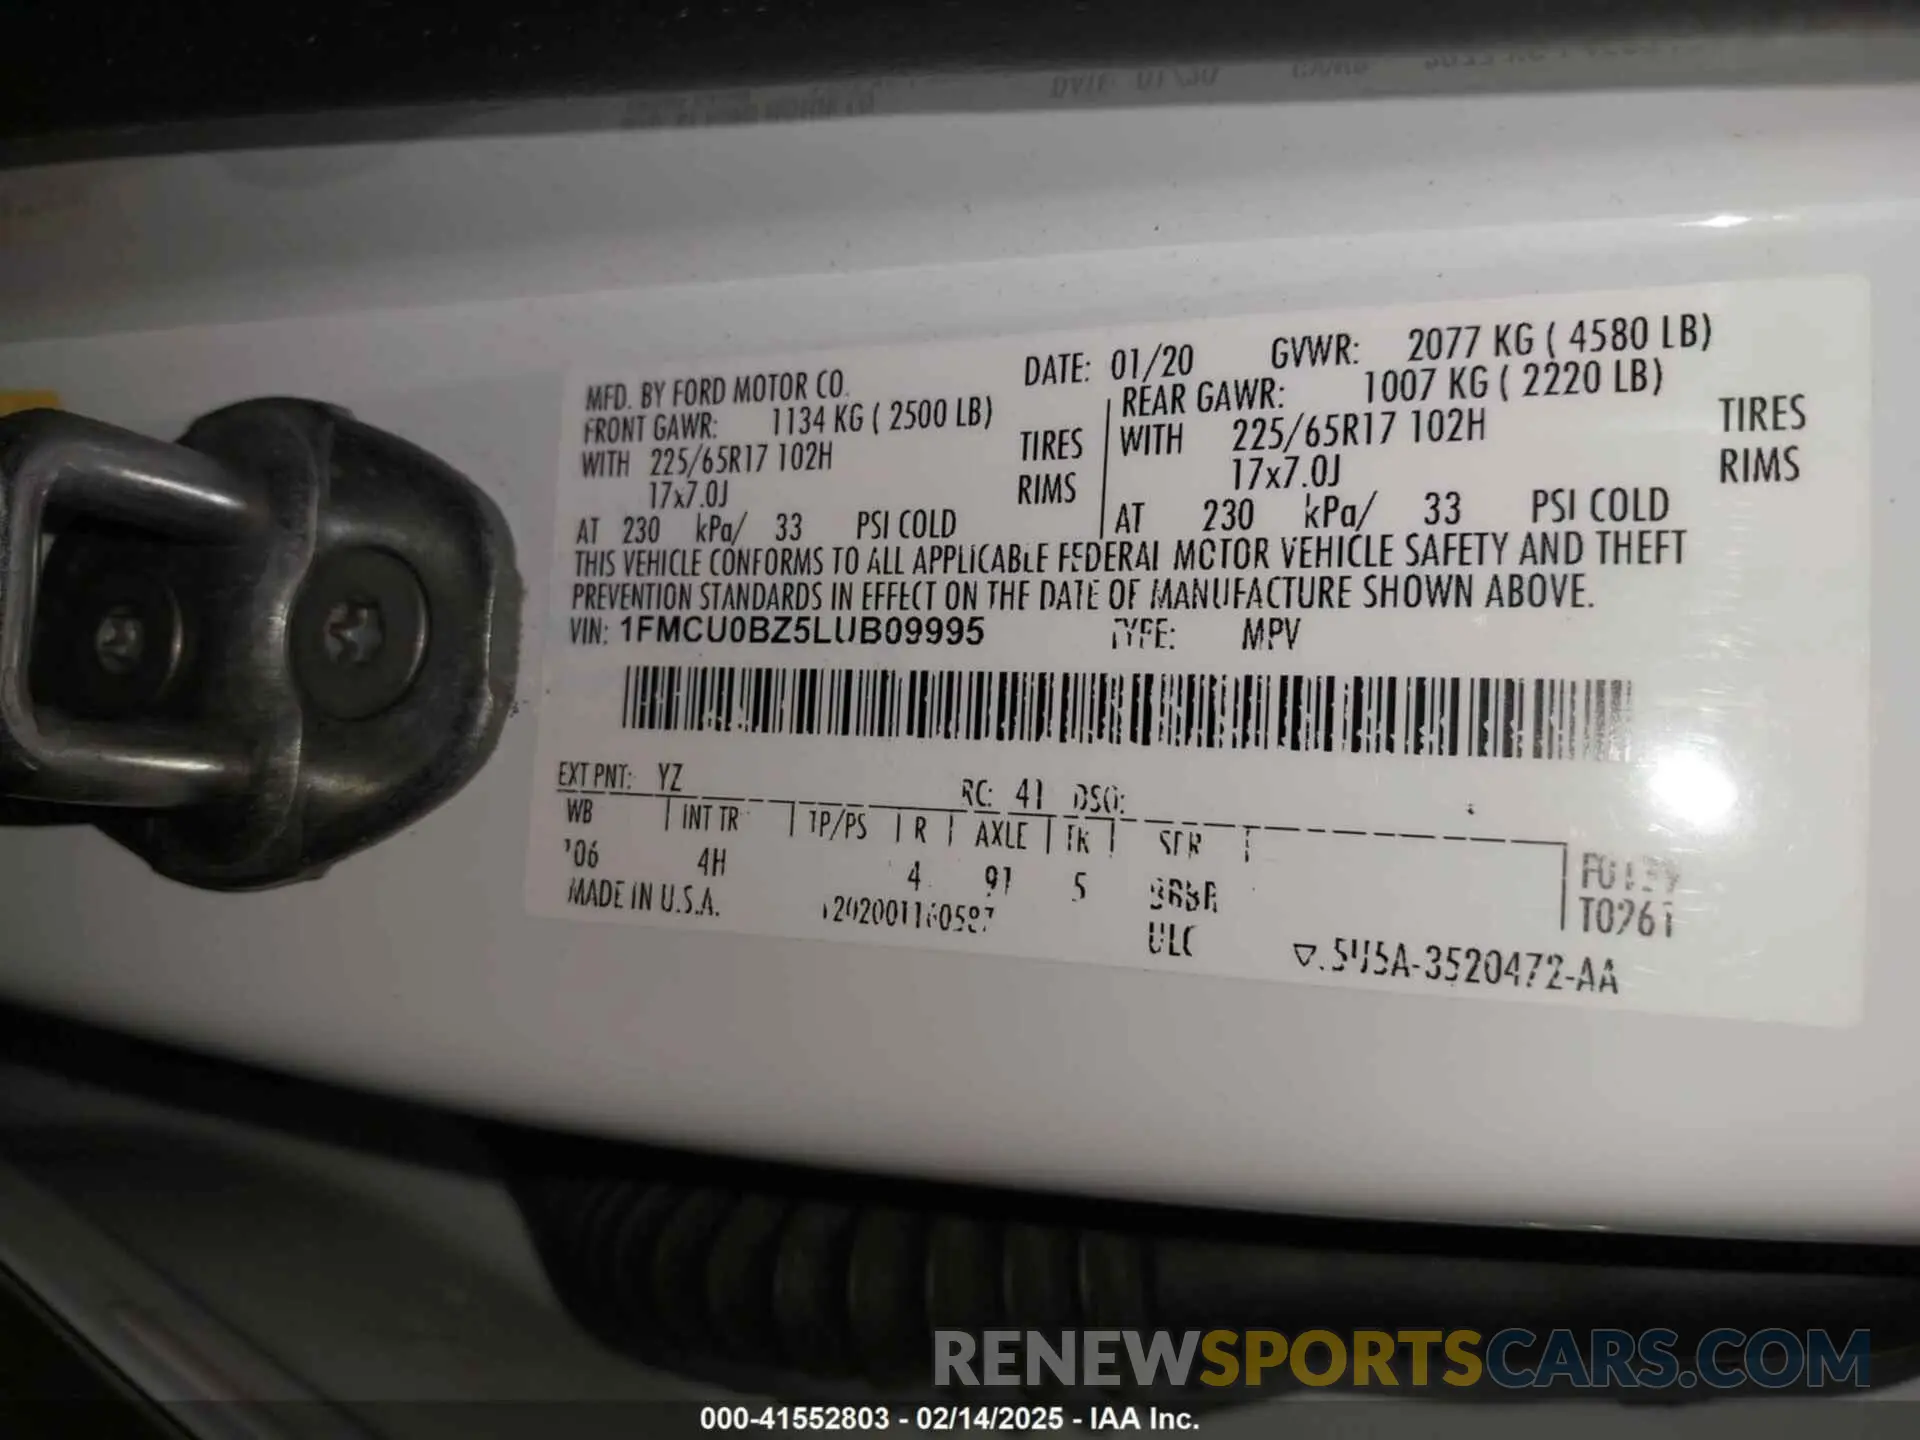 MFD. BY FORD MOTOR CO. DATE: 01/20 GVWR: 2077 KG ( 4580 LB)
FRONT GAWR: 1134 KG ( 2500 LB) REAR GAWR: 1007 KG ( 2220 LB)
WITH 225/65R17 102H TIRES WITH 225/65R17 102H TIRES
17x7.0J RIMS 17x7.0J RIMS
AT 230 kPa/ 33 PSI COLD AT 230 kPa/ 33 PSI COLD
THIS VEHICLE CONFORMS TO ALL APPLICABLE FEDERAL MOTOR VEHICLE SAFETY AND THEFT
PREVENTION STANDARDS IN EFFECT ON THE DATE OF MANUFACTURE SHOWN ABOVE.
VIN: 1FMCU0BZ5LUB09995 TYPE: MPV
EXT PNT: YZ RC: 41 DSO:
WB INT TR TP/PS R AXLE TR SPR
106 4H 4 91 5
MADE IN U.S.A. ULC
RENEWSPORTSCARS.COM
000-41552803 - 02/14/2025 - IAA Inc.